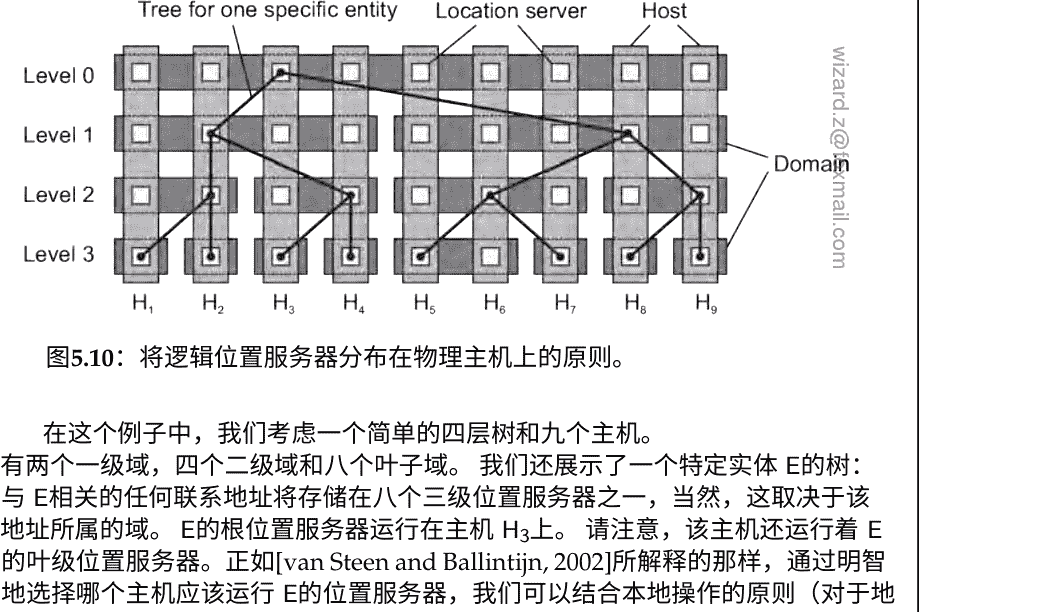 Tree for one specific entity Location server Host
Level 0
Level 1
Domain
Level 2
Level 3
H1 H2 H3 H4 H5 H6 H7 H8 H9
wizard.z@foxmail.com
图5.10：将逻辑位置服务器分布在物理主机上的原则。
在这个例子中，我们考虑一个简单的四层树和九个主机。
有两个一级域，四个二级域和八个叶子域。 我们还展示了一个特定实体 E的树：
与 E相关的任何联系地址将存储在八个三级位置服务器之一，当然，这取决于该
地址所属的域。 E的根位置服务器运行在主机 H3上。 请注意，该主机还运行着 E
的叶级位置服务器。正如[van Steen and Ballintijn, 2002]所解释的那样，通过明智
地选择哪个主机应该运行 E的位置服务器，我们可以结合本地操作的原则（对于地